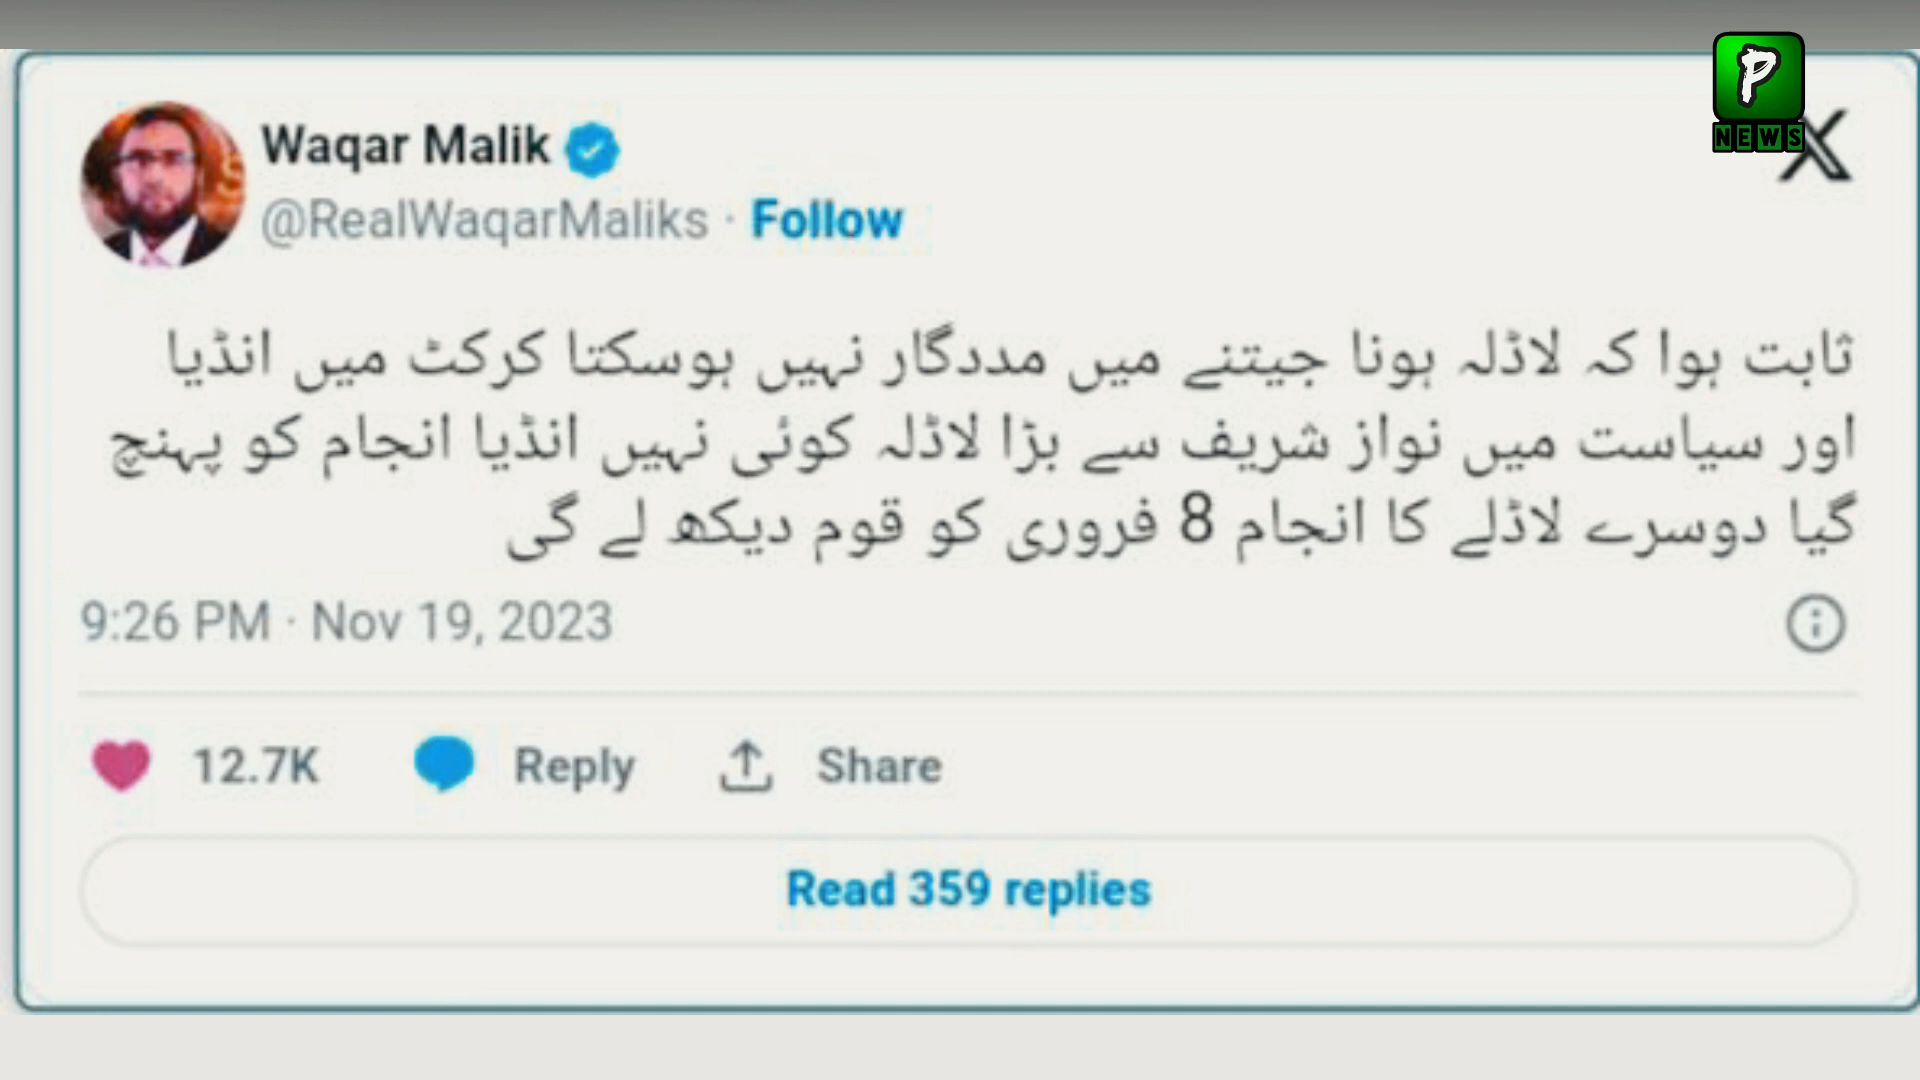 P
NEWS
X
Waqar Malik
@RealWaqarMaliks · Follow
ثابت ہوا کہ لاڈلہ ہونا جیتنے میں مددگار نہیں ہوسکتا کرکٹ میں انڈیا
اور سیاست میں نواز شریف سے بڑا لاڈلہ کوئی نہیں انڈیا انجام کو پہنچ
گیا دوسرے لاڈلے کا انجام 8 فروری کو قوم دیکھ لے گی
9:26 PM · Nov 19, 2023
12.7K Reply Share
Read 359 replies